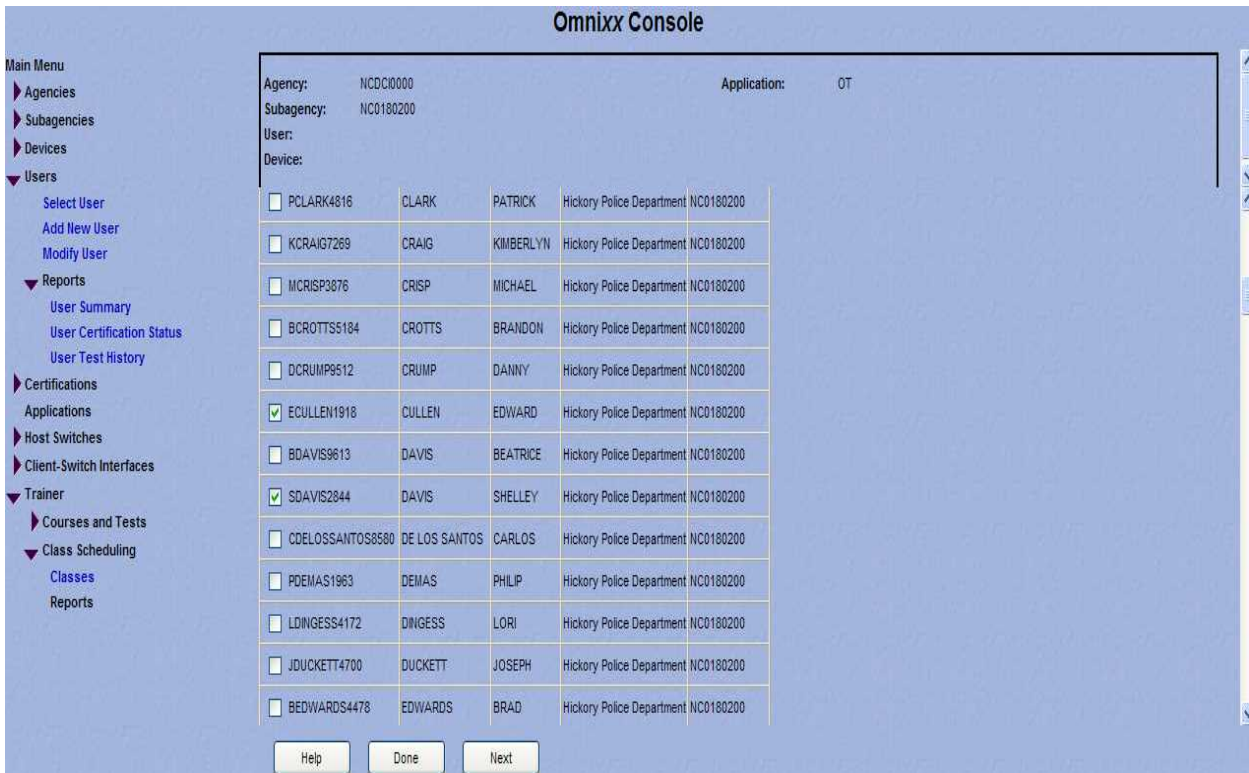 Omnixx Console
Main Menu
Agencies
Subagencies
Devices
Users
Select User
Add New User
Modify User
Reports
User Summary
User Certification Status
User Test History
Certifications
Applications
Host Switches
Client-Switch Interfaces
Trainer
Courses and Tests
Class Scheduling
Classes
Reports
Agency: NCDCI0000 Application: OT
Subagency: NC0180200
User:
Device:
PCLARK4816 CLARK PATRICK Hickory Police Department NC0180200
KCRAIG7269 CRAIG KIMBERLYN Hickory Police Department NC0180200
MCRISP3876 CRISP MICHAEL Hickory Police Department NC0180200
BCROTTS5184 CROTTS BRANDON Hickory Police Department NC0180200
DCRUMP9512 CRUMP DANNY Hickory Police Department NC0180200
ECULLEN1918 CULLEN EDWARD Hickory Police Department NC0180200
BDAVIS9613 DAVIS BEATRICE Hickory Police Department NC0180200
SDAVIS2844 DAVIS SHELLEY Hickory Police Department NC0180200
CDELOSSANTOS8580 DE LOS SANTOS CARLOS Hickory Police Department NC0180200
PDEMAS1963 DEMAS PHILIP Hickory Police Department NC0180200
LDINGESS4172 DINGESS LORI Hickory Police Department NC0180200
JDUCKETT4700 DUCKETT JOSEPH Hickory Police Department NC0180200
BEDWARDS4478 EDWARDS BRAD Hickory Police Department NC0180200
Help Done Next